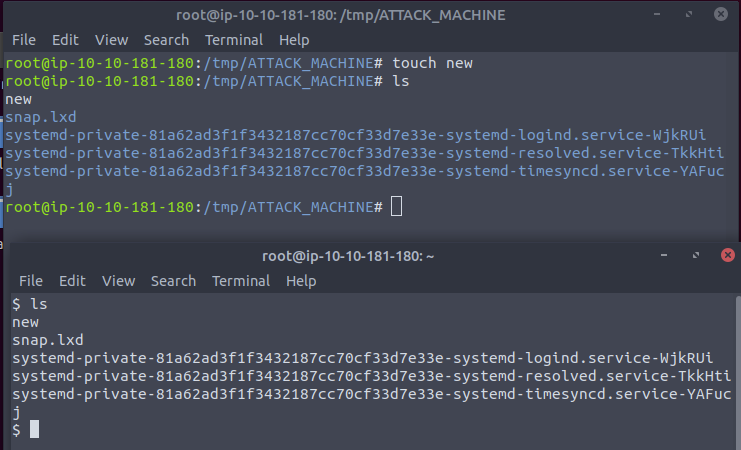 root@ip-10-10-181-180: /tmp/ATTACK_MACHINE
File Edit View Search Terminal Help
root@ip-10-10-181-180:/tmp/ATTACK_MACHINE# touch new
root@ip-10-10-181-180:/tmp/ATTACK_MACHINE# ls
new
snap.lxd
systemd-private-81a62ad3f1f3432187cc70cf33d7e33e-systemd-logind.service-WjkRUi
systemd-private-81a62ad3f1f3432187cc70cf33d7e33e-systemd-resolved.service-TkkHti
systemd-private-81a62ad3f1f3432187cc70cf33d7e33e-systemd-timesyncd.service-YAFuc
j
root@ip-10-10-181-180:/tmp/ATTACK_MACHINE#
root@ip-10-10-181-180: ~
File Edit View Search Terminal Help
$ ls
new
snap.lxd
systemd-private-81a62ad3f1f3432187cc70cf33d7e33e-systemd-logind.service-WjkRUi
systemd-private-81a62ad3f1f3432187cc70cf33d7e33e-systemd-resolved.service-TkkHti
systemd-private-81a62ad3f1f3432187cc70cf33d7e33e-systemd-timesyncd.service-YAFuc
j
$